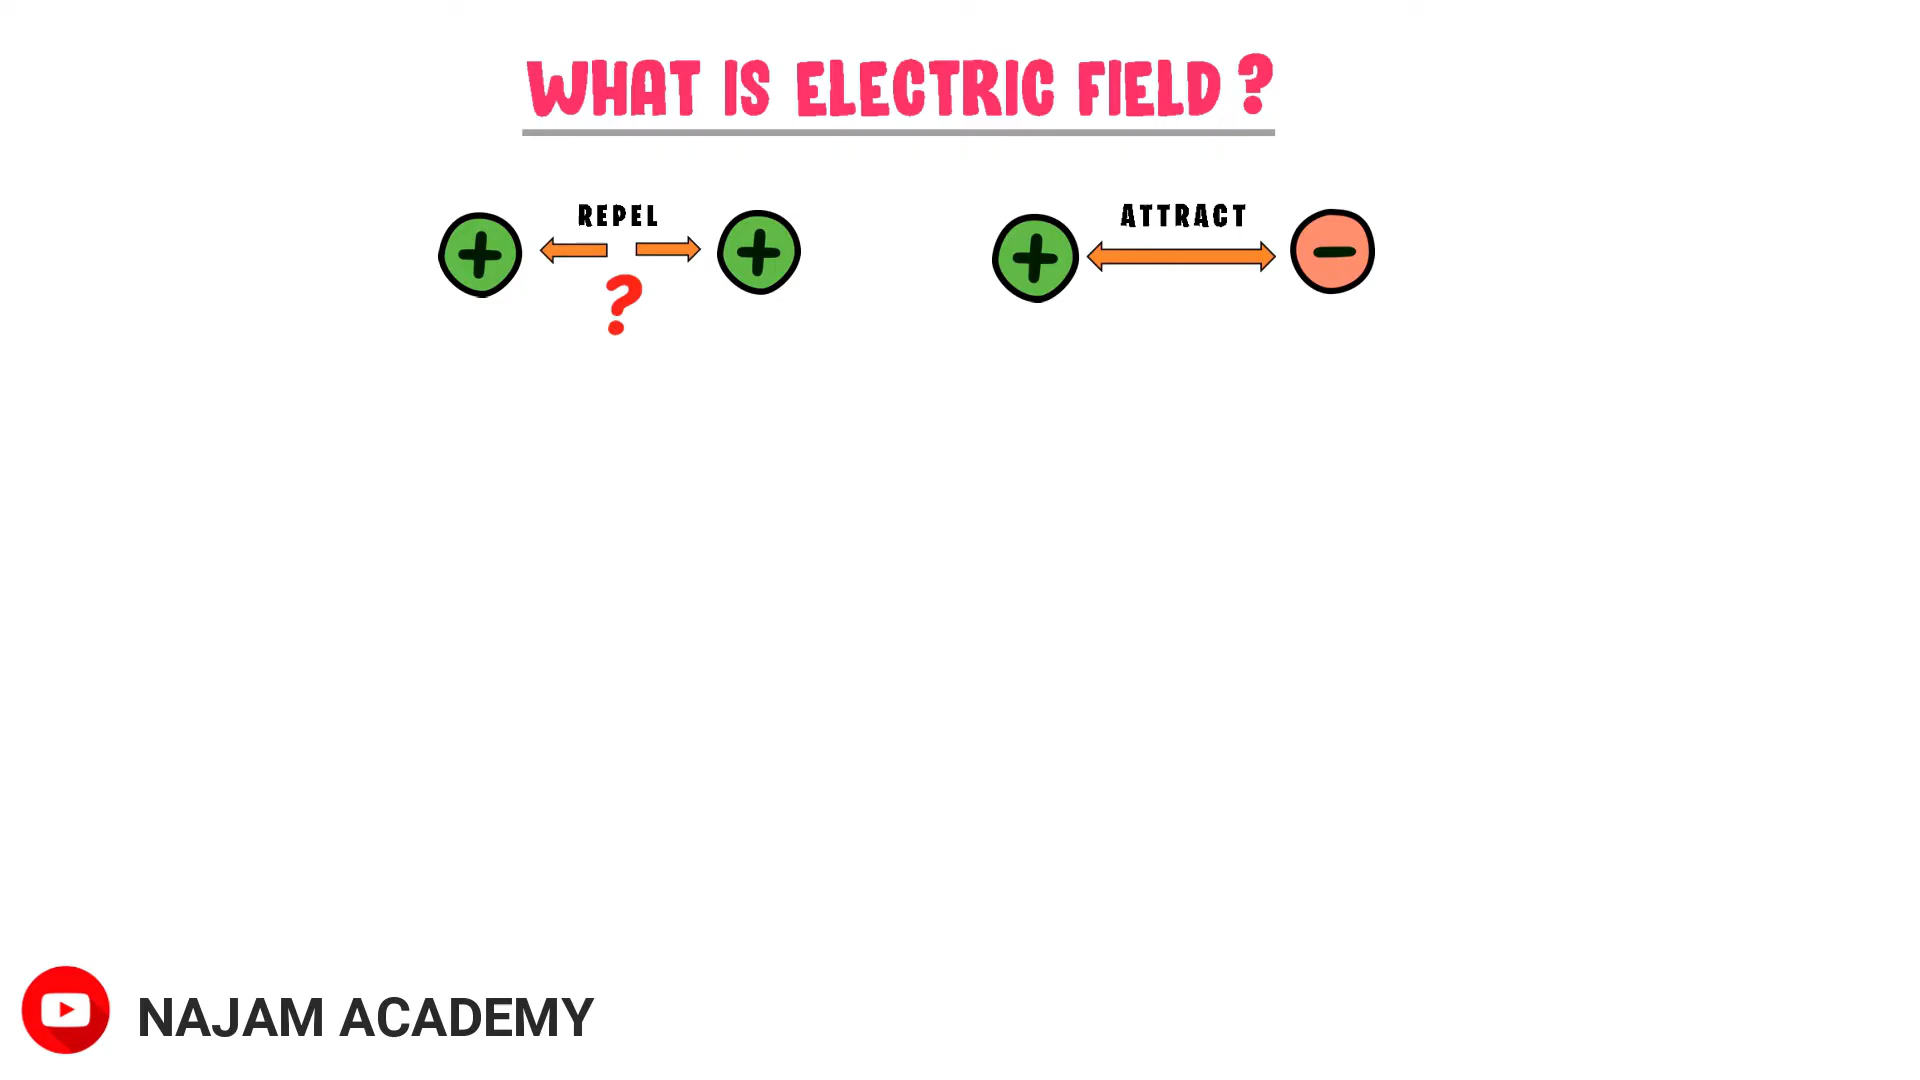 WHAT IS ELECTRIC FIELD?
REPEL
ATTRACT
+
+
+
-
?
NAJAM ACADEMY